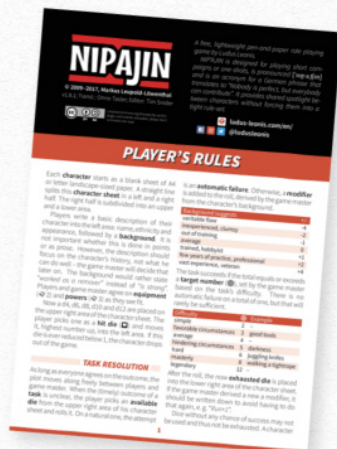 NIPAJIN
© 2009–2017, Markus Leupold-Löwenthal
A free, lightweight pen-and-paper role playing
game by Ludus Leonis.
NIPAJIN is designed for playing short cam-
paigns or one-shots, is pronounced
and is an acronym for a German phrase that
translates to "Nobody is perfect, but everybody
can contribute". It provides shared spotlight be-
tween characters without forcing them into a
tight rule-set.
ludus-leonis.com/en/
@ludusleonis
PLAYER'S RULES
Each character starts as a blank sheet of A4
or letter landscape-sized paper. A straight line
splits this character sheet in a left and a right
half. The right half is subdivided into an upper
and a lower area.
Players write a basic description of their
character into the left area: name, ethnicity and
appearance, followed by a background. It is
not important whether this is done in points
or as prose. However, the description should
focus on the character's history, not what he
can do well – the game master will decide that
later on. The background would rather state
"worked as a remover" instead of "is strong".
Players and game master agree on equipment
and powers as they see fit.
Now a d4, d6, d8, d10 and d12 are placed on
the upper right area of the character sheet. The
player picks one as a hit die and moves
it, highest number up, into the left area. If this
die is ever reduced below 1, the character drops
out of the game.
TASK RESOLUTION
As long as everyone agrees on the outcome, the
plot moves along freely between players and
game master. When the (timely) outcome of a
task is unclear, the player picks an available
die from the upper right area of his character
sheet and rolls it. On a natural one, the attempt
is an automatic failure. Otherwise, a modifier
is added to the roll, derived by the game master
from the character's background.
Background suggests +/-
veritable flaw -4
inexperienced, clumsy -2
out of training -1
average 0
trained, hobbyist +1
few years of practice, professional +2
vast experience, veteran +4
The task succeeds if the total equals or exceeds
a target number, set by the game master
based on the task's difficulty. There is no
automatic failure on a total of one, but that will
rarely be sufficient.
Difficulty Example
simple 2 –
favorable circumstances 3 good tools
average 4 –
hindering circumstances 5 darkness
hard 6 juggling knifes
masterly 8 walking a tightrope
legendary 12 –
After the roll, the now exhausted die is placed
into the lower right area of the character sheet.
If the game master derived a new a modifier, it
should be written down to avoid having to do
that again, e.g.
Dice without any chance of success may not
be used and thus not be exhausted. A character
1